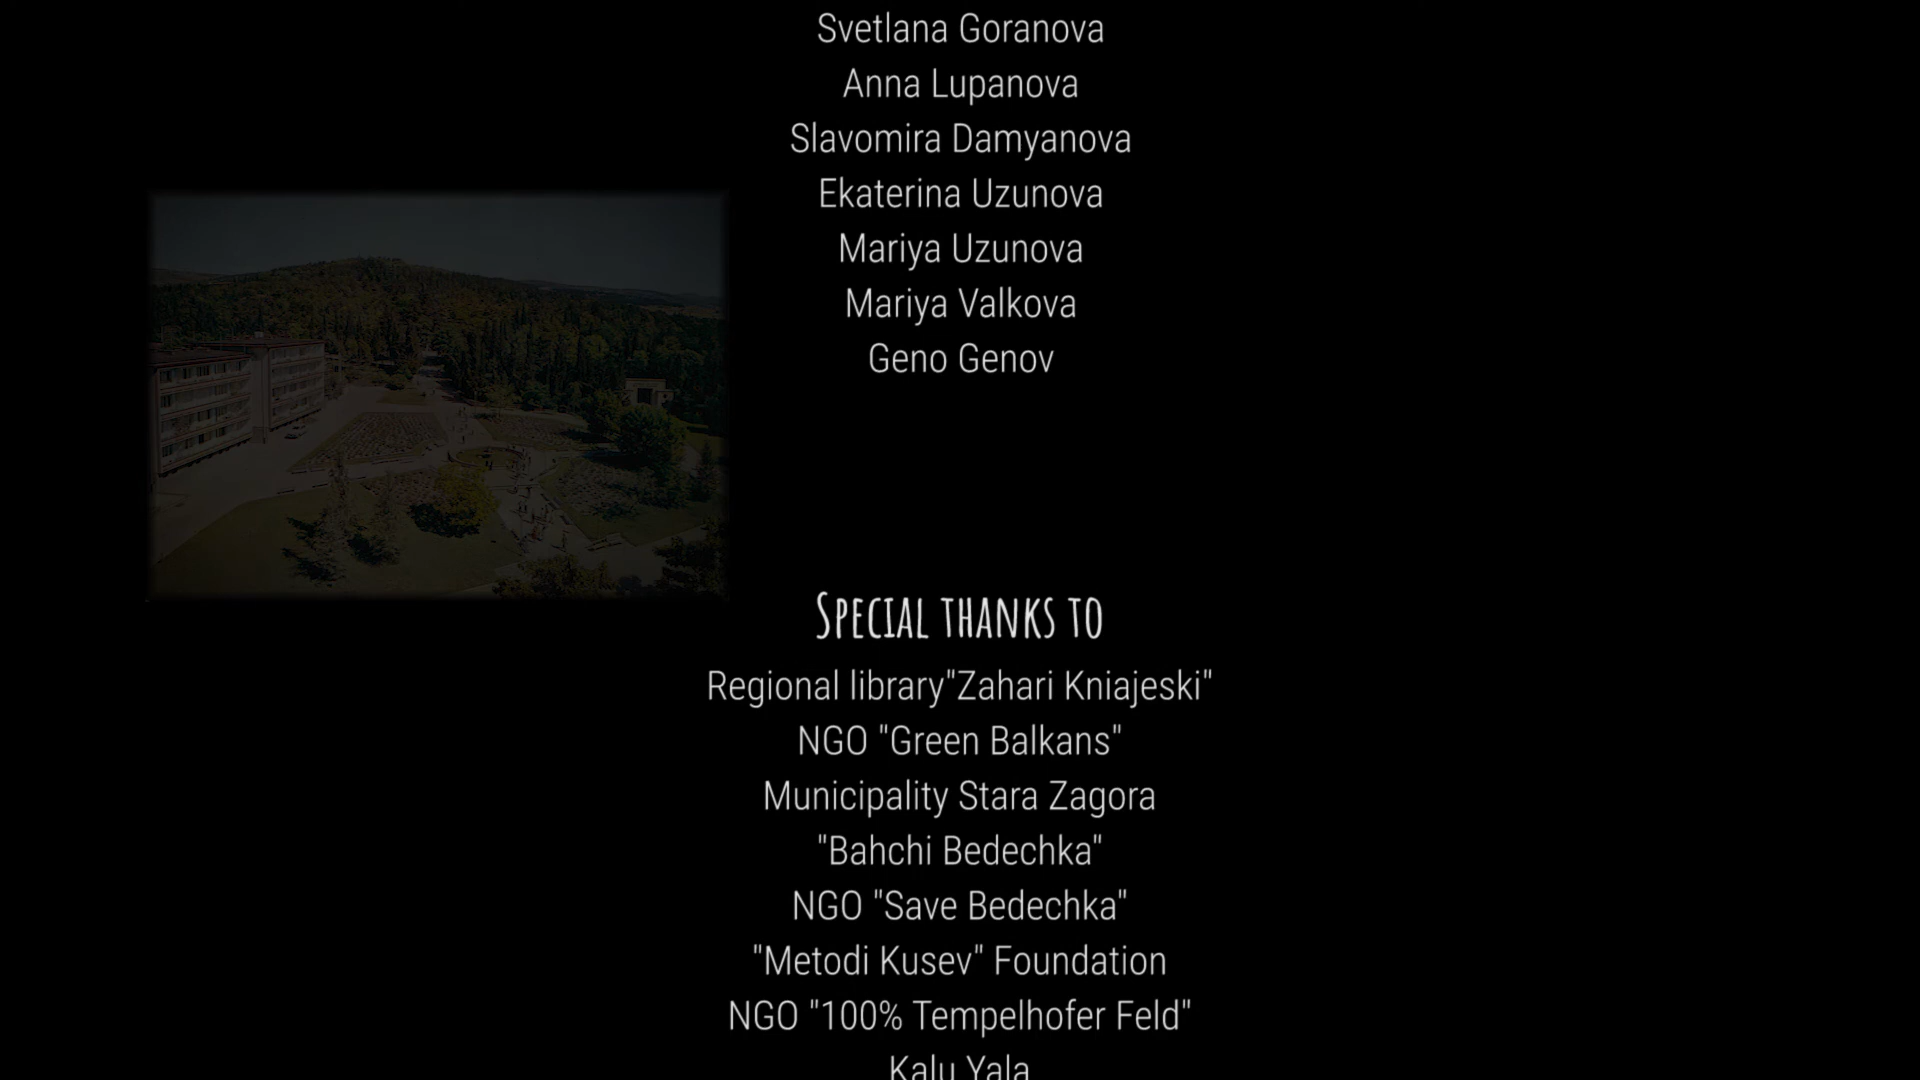 Svetlana Goranova
Anna Lupanova
Slavomira Damyanova
Ekaterina Uzunova
Mariya Uzunova
Mariya Valkova
Geno Genov
SPECIAL THANKS TO
Regional library"Zahari Kniajeski"
NGO "Green Balkans"
Municipality Stara Zagora
"Bahchi Bedechka"
NGO "Save Bedechka"
"Metodi Kusev" Foundation
NGO "100% Tempelhofer Feld"
Kalu Yala